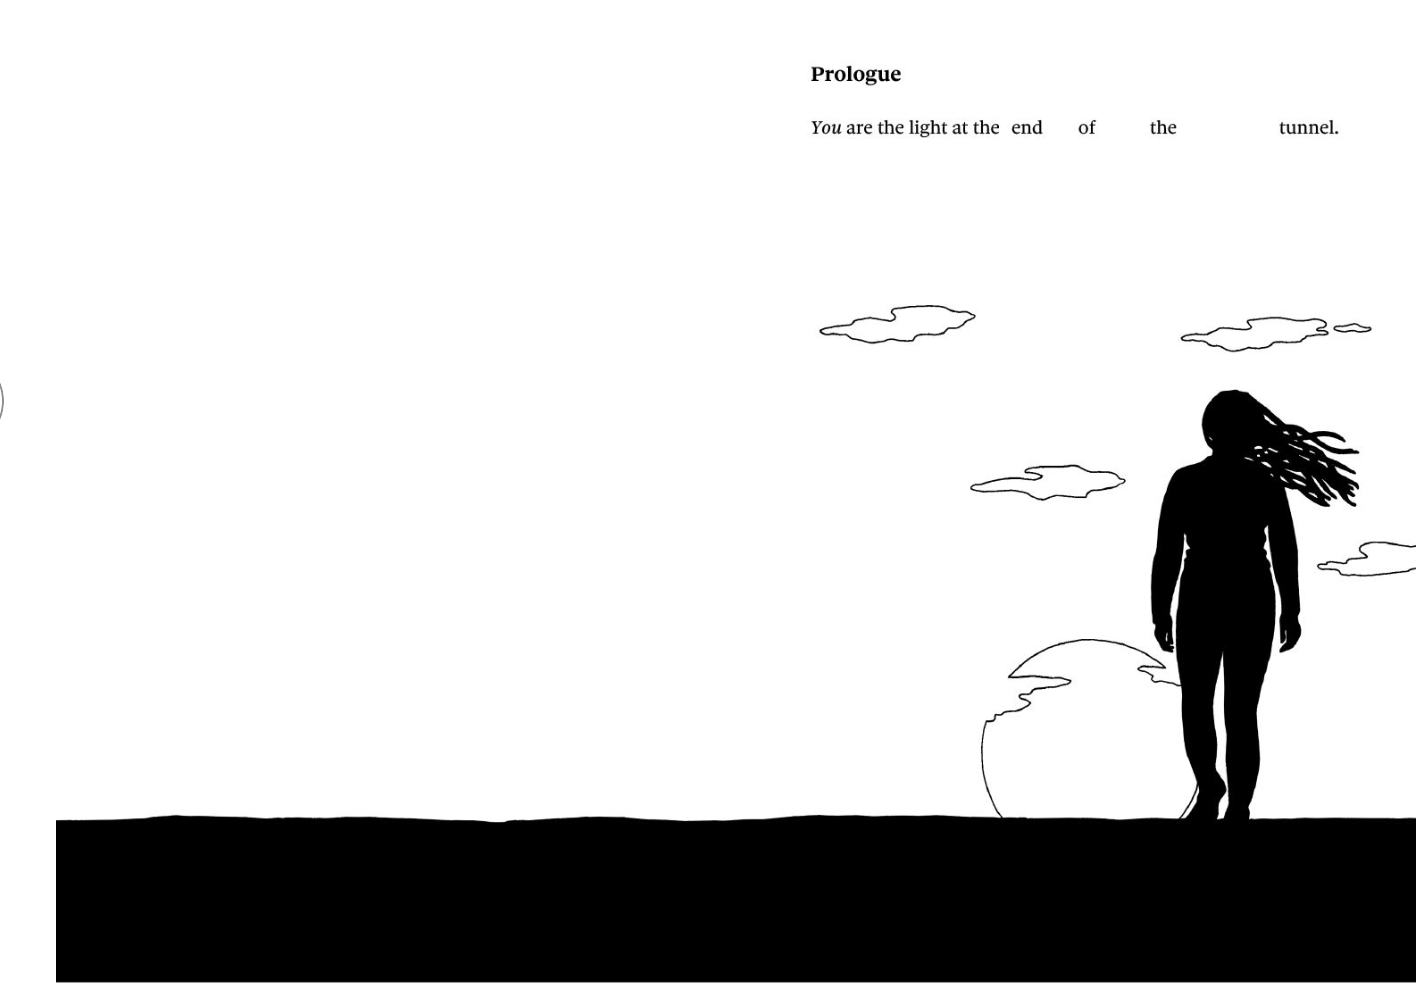 Prologue
You are the light at the end of the tunnel.